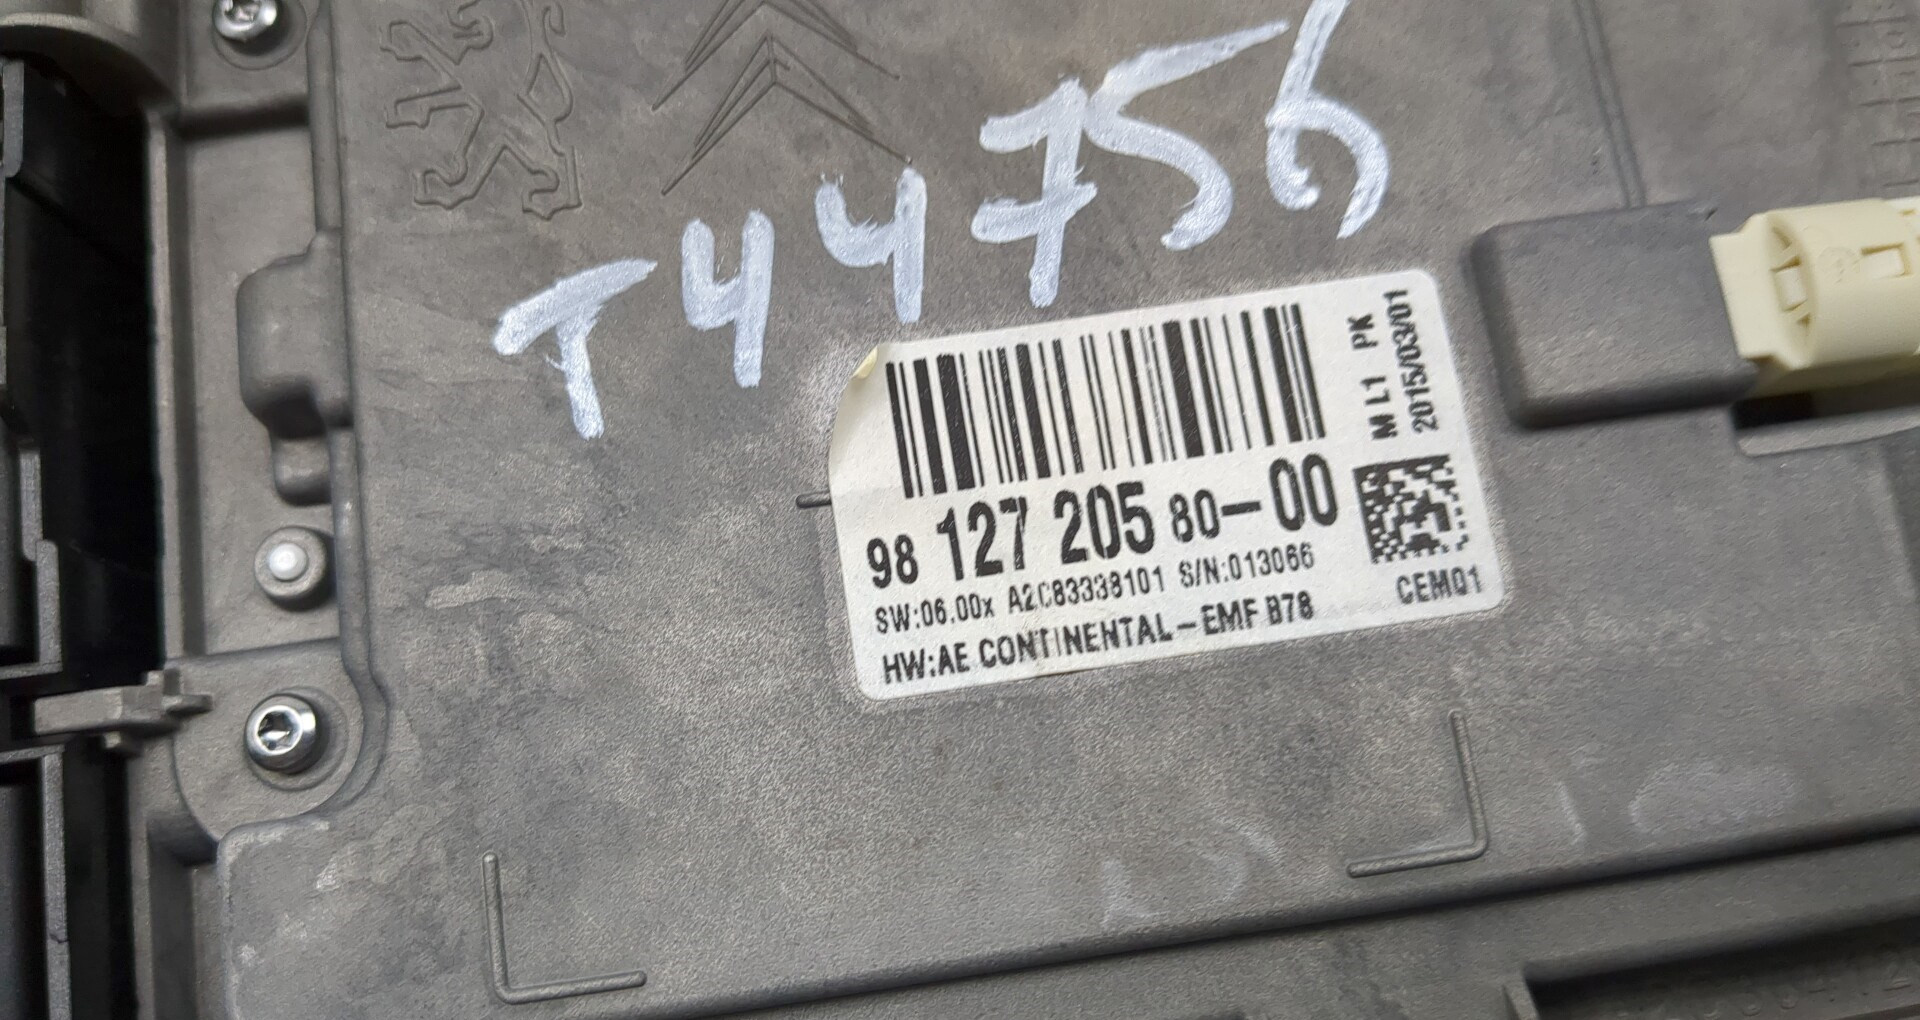 T44756
M L1 PK
2015/03/01
98 127 205 80-00
SW:06.00x A2C83338101 S/N:013066
HW:AE CONTINENTAL-EMF B78
CEM01